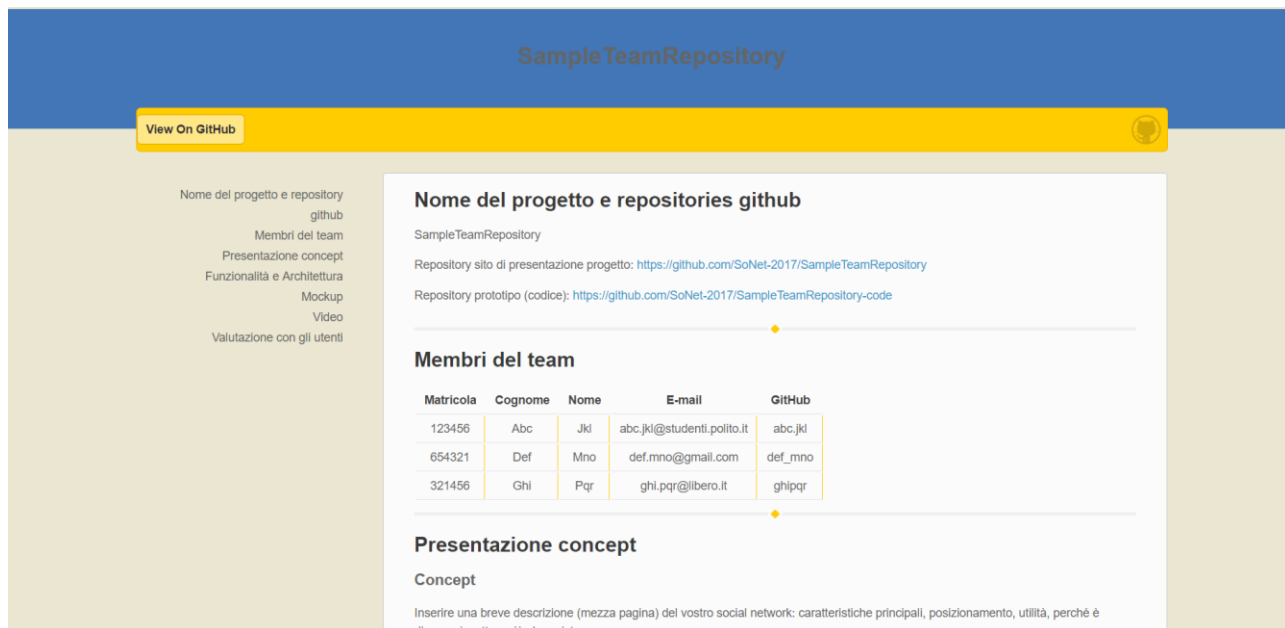 SampleTeamRepository
View On GitHub
Nome del progetto e repository
github
Membri del team
Presentazione concept
Funzionalità e Architettura
Mockup
Video
Valutazione con gli utenti
Nome del progetto e repositories github
SampleTeamRepository
Repository sito di presentazione progetto: https://github.com/SoNet-2017/SampleTeamRepository
Repository prototipo (codice): https://github.com/SoNet-2017/SampleTeamRepository-code
Membri del team
Matricola Cognome Nome E-mail GitHub
123456 Abc Jkl abc.jkl@studenti.polito.it abc.jkl
654321 Def Mno def.mno@gmail.com def_mno
321456 Ghi Pqr ghi.pqr@libero.it ghipqr
Presentazione concept
Concept
Inserire una breve descrizione (mezza pagina) del vostro social network: caratteristiche principali, posizionamento, utilità, perché è